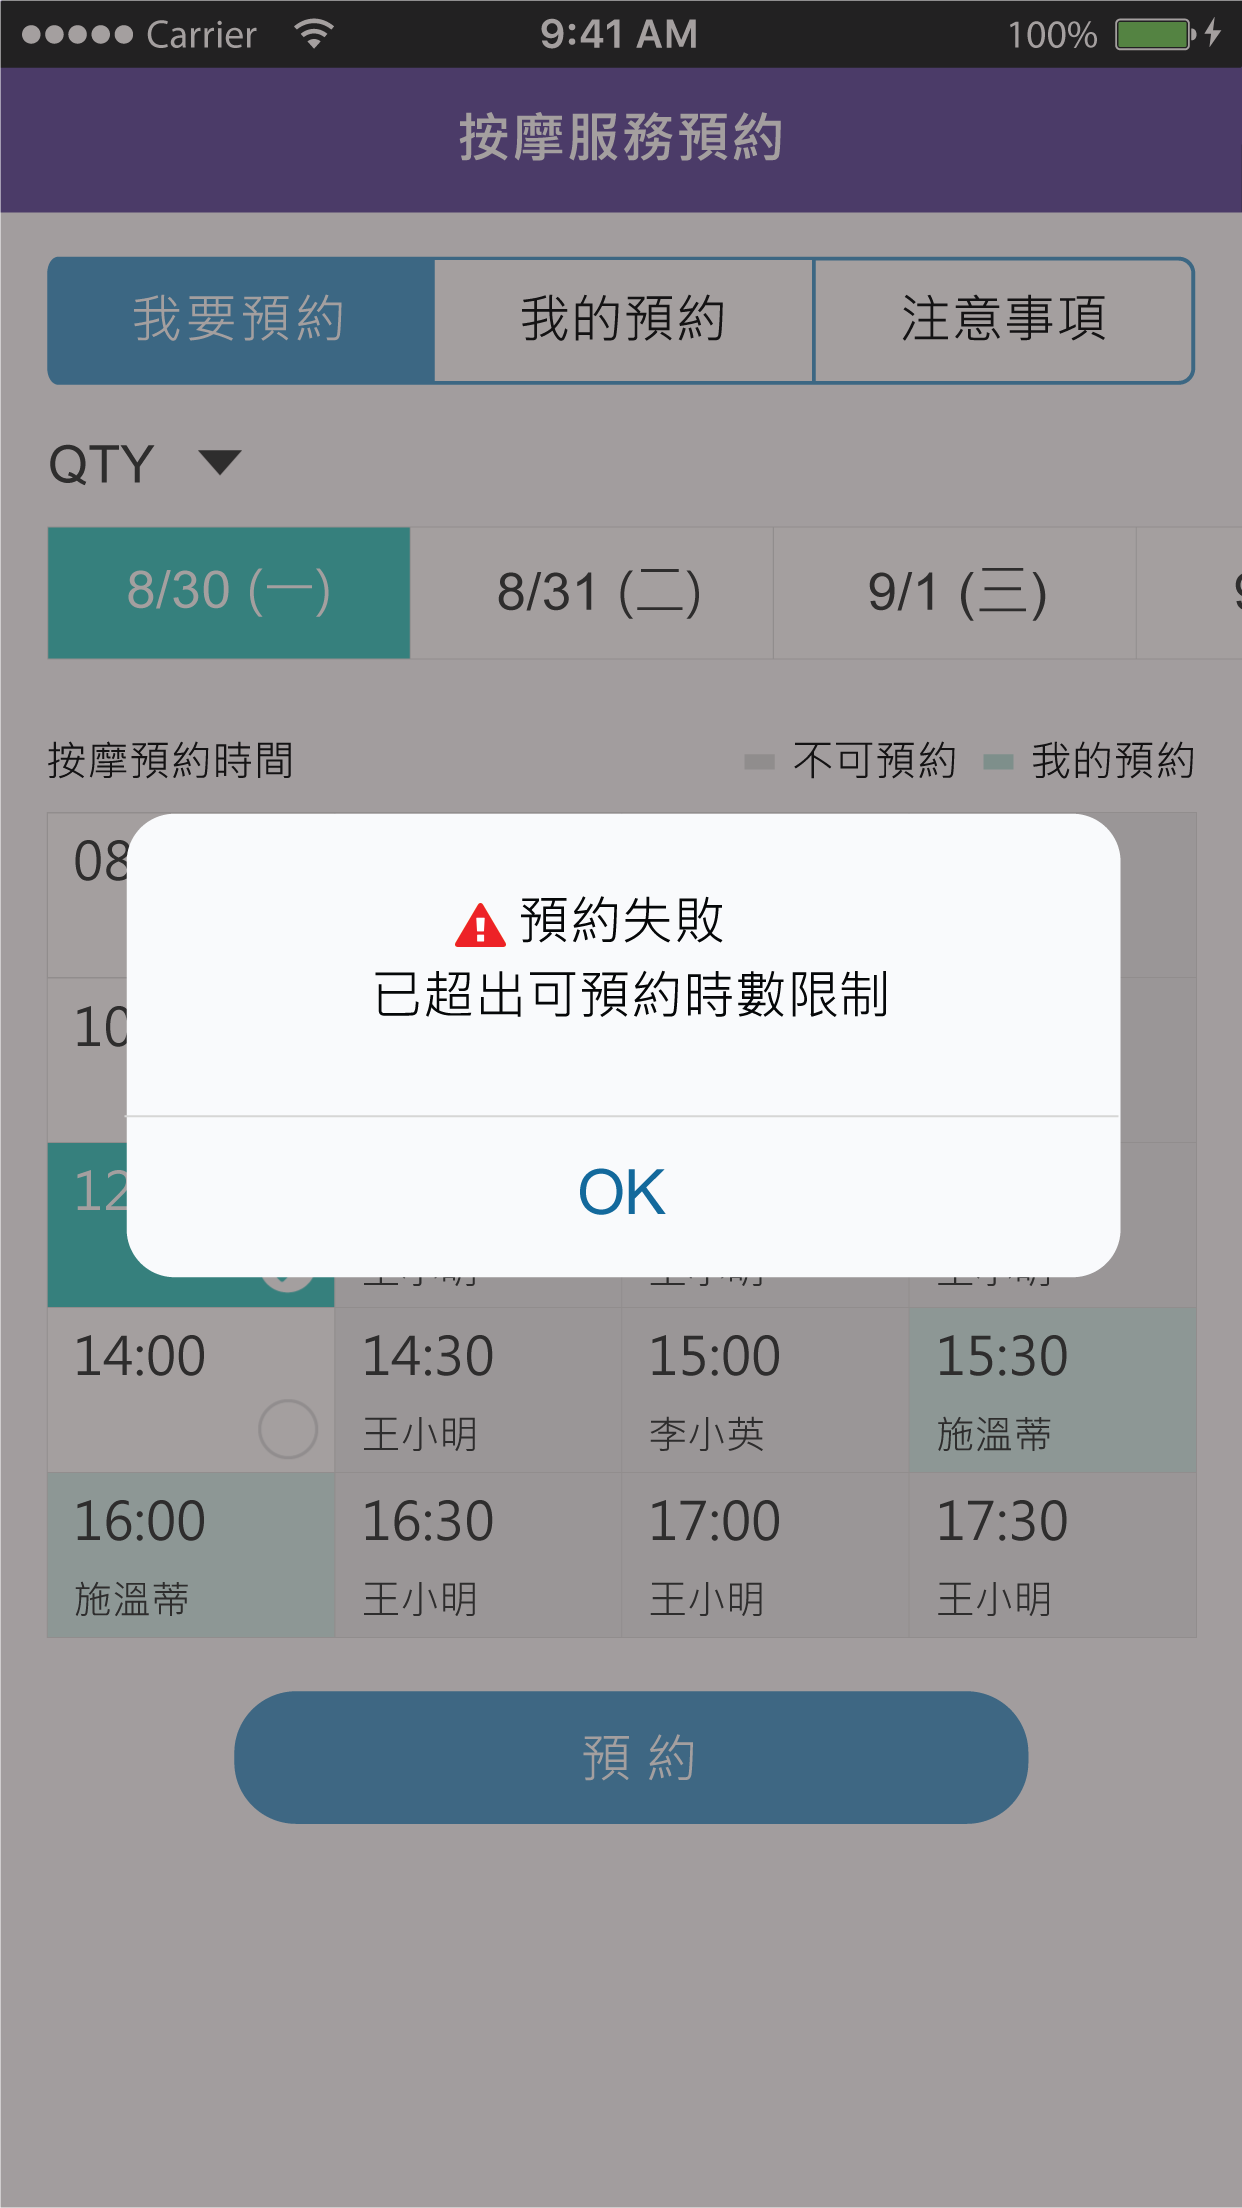 Carrier 9:41 AM 100%
按摩服務預約
我要預約 我的預約 注意事項
QTY
8/30 (一) 8/31 (二) 9/1 (三)
按摩預約時間 不可預約 我的預約
預約失敗
已超出可預約時數限制
OK
14:00 14:30 15:00 15:30
王小明 李小英 施溫蒂
16:00 16:30 17:00 17:30
施溫蒂 王小明 王小明 王小明
預 約